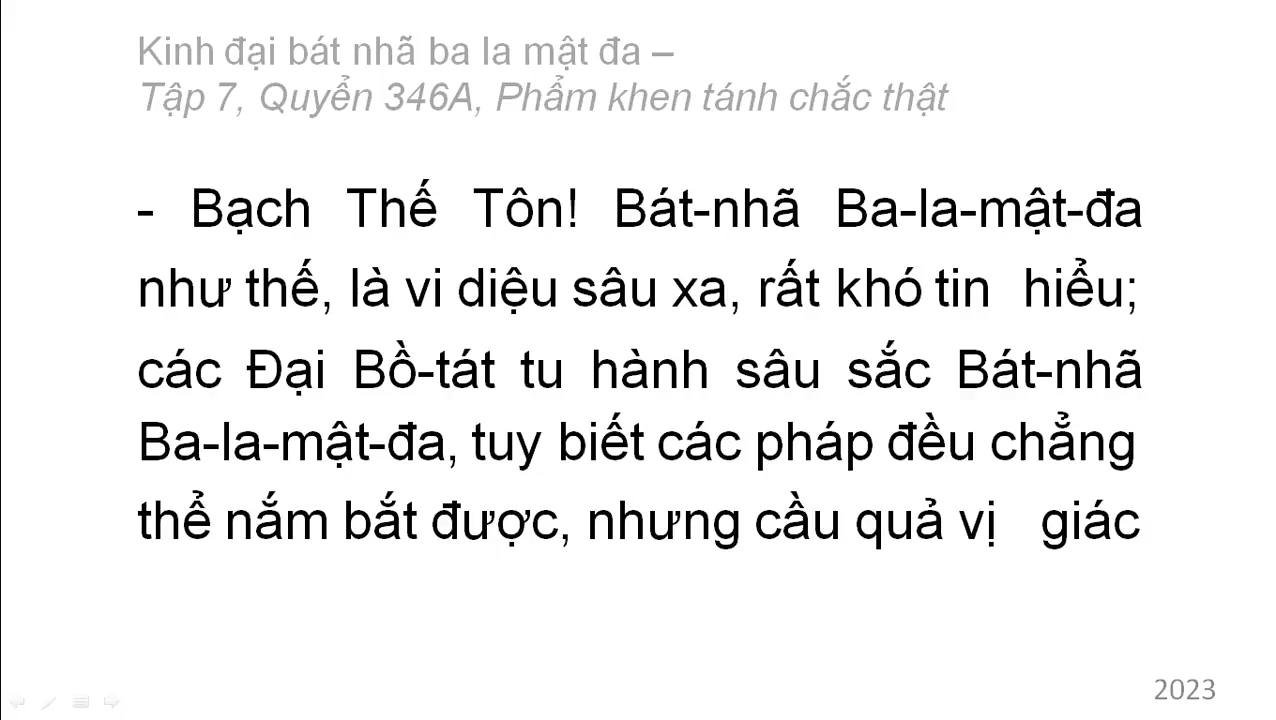 Kinh đại bát nhã ba la mật đa –
Tập 7, Quyển 346A, Phẩm khen tánh chắc thật
- Bạch Thế Tôn! Bát-nhã Ba-la-mật-đa
như thế, là vi diệu sâu xa, rất khó tin hiểu;
các Đại Bồ-tát tu hành sâu sắc Bát-nhã
Ba-la-mật-đa, tuy biết các pháp đều chẳng
thể nắm bắt được, nhưng cầu quả vị giác
2023